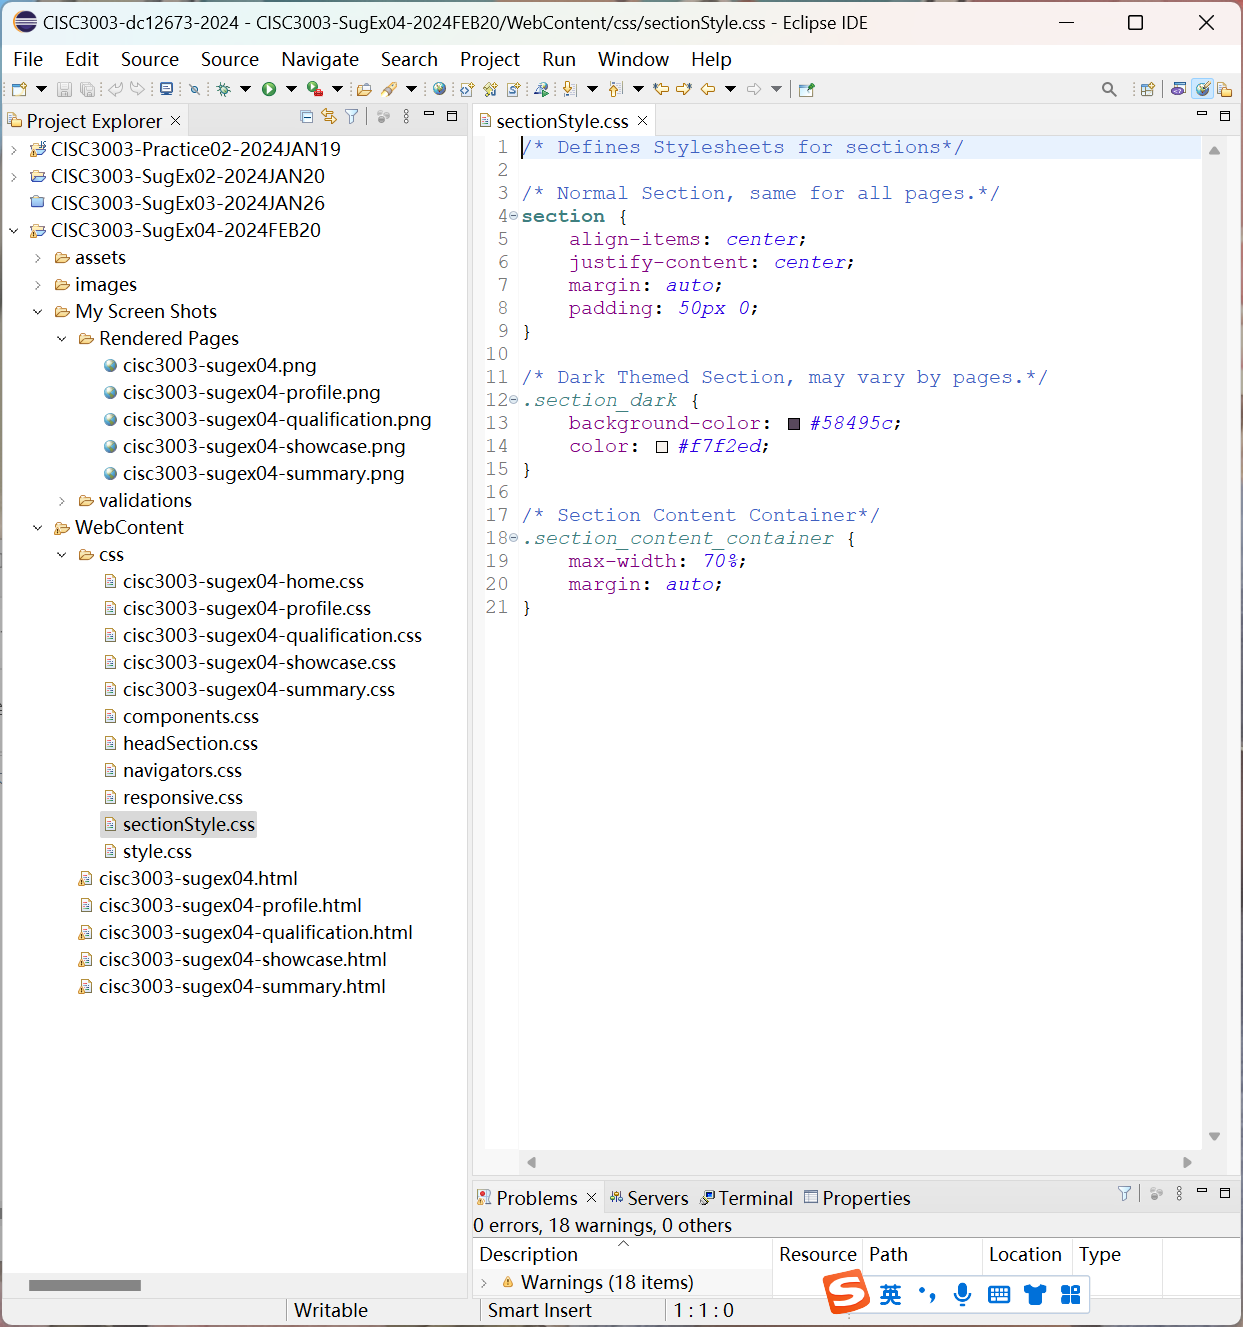 CISC3003-dc12673-2024 - CISC3003-SugEx04-2024FEB20/WebContent/css/sectionStyle.css - Eclipse IDE
File Edit Source Source Navigate Search Project Run Window Help
Project Explorer
CISC3003-Practice02-2024JAN19
CISC3003-SugEx02-2024JAN20
CISC3003-SugEx03-2024JAN26
CISC3003-SugEx04-2024FEB20
assets
images
My Screen Shots
Rendered Pages
cisc3003-sugex04.png
cisc3003-sugex04-profile.png
cisc3003-sugex04-qualification.png
cisc3003-sugex04-showcase.png
cisc3003-sugex04-summary.png
validations
WebContent
css
cisc3003-sugex04-home.css
cisc3003-sugex04-profile.css
cisc3003-sugex04-qualification.css
cisc3003-sugex04-showcase.css
cisc3003-sugex04-summary.css
components.css
headSection.css
navigators.css
responsive.css
sectionStyle.css
style.css
cisc3003-sugex04.html
cisc3003-sugex04-profile.html
cisc3003-sugex04-qualification.html
cisc3003-sugex04-showcase.html
cisc3003-sugex04-summary.html
sectionStyle.css
1 /* Defines Stylesheets for sections*/
2
3 /* Normal Section, same for all pages.*/
4 section {
5 align-items: center;
6 justify-content: center;
7 margin: auto;
8 padding: 50px 0;
9 }
10
11 /* Dark Themed Section, may vary by pages.*/
12 .section_dark {
13 background-color: #58495c;
14 color: #f7f2ed;
15 }
16
17 /* Section Content Container*/
18 .section_content_container {
19 max-width: 70%;
20 margin: auto;
21 }
Problems Servers Terminal Properties
0 errors, 18 warnings, 0 others
Description Resource Path Location Type
Warnings (18 items)
英
Writable Smart Insert 1 : 1 : 0